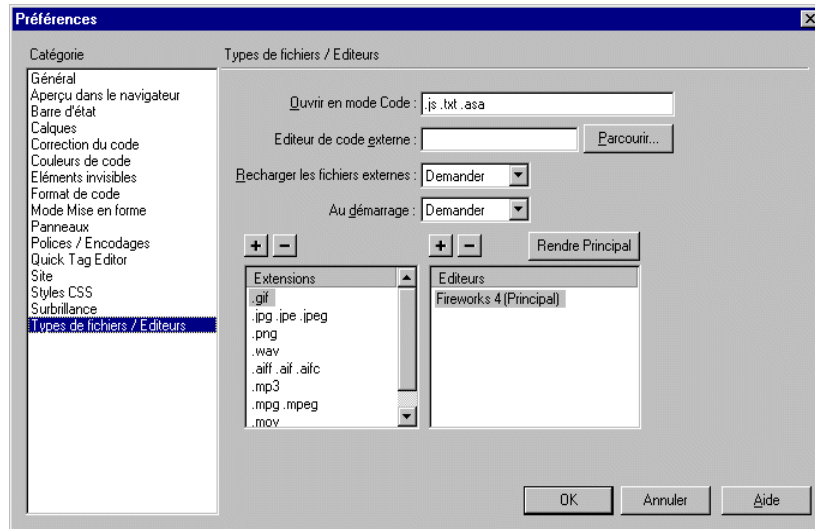 Préférences
Catégorie
Types de fichiers / Editeurs
Général
Aperçu dans le navigateur
Barre d'état
Calques
Correction du code
Couleurs de code
Eléments invisibles
Format de code
Mode Mise en forme
Panneaux
Polices / Encodages
Quick Tag Editor
Site
Styles CSS
Surbrillance
Types de fichiers / Editeurs
Ouvrir en mode Code : .js .txt .asa
Editeur de code externe : Parcourir...
Recharger les fichiers externes : Demander
Au démarrage : Demander
+ − + − Rendre Principal
Extensions
.gif
.jpg .jpe .jpeg
.png
.wav
.aiff .aif .aifc
.mp3
.mpg .mpeg
.mov
Editeurs
Fireworks 4 (Principal)
OK Annuler Aide